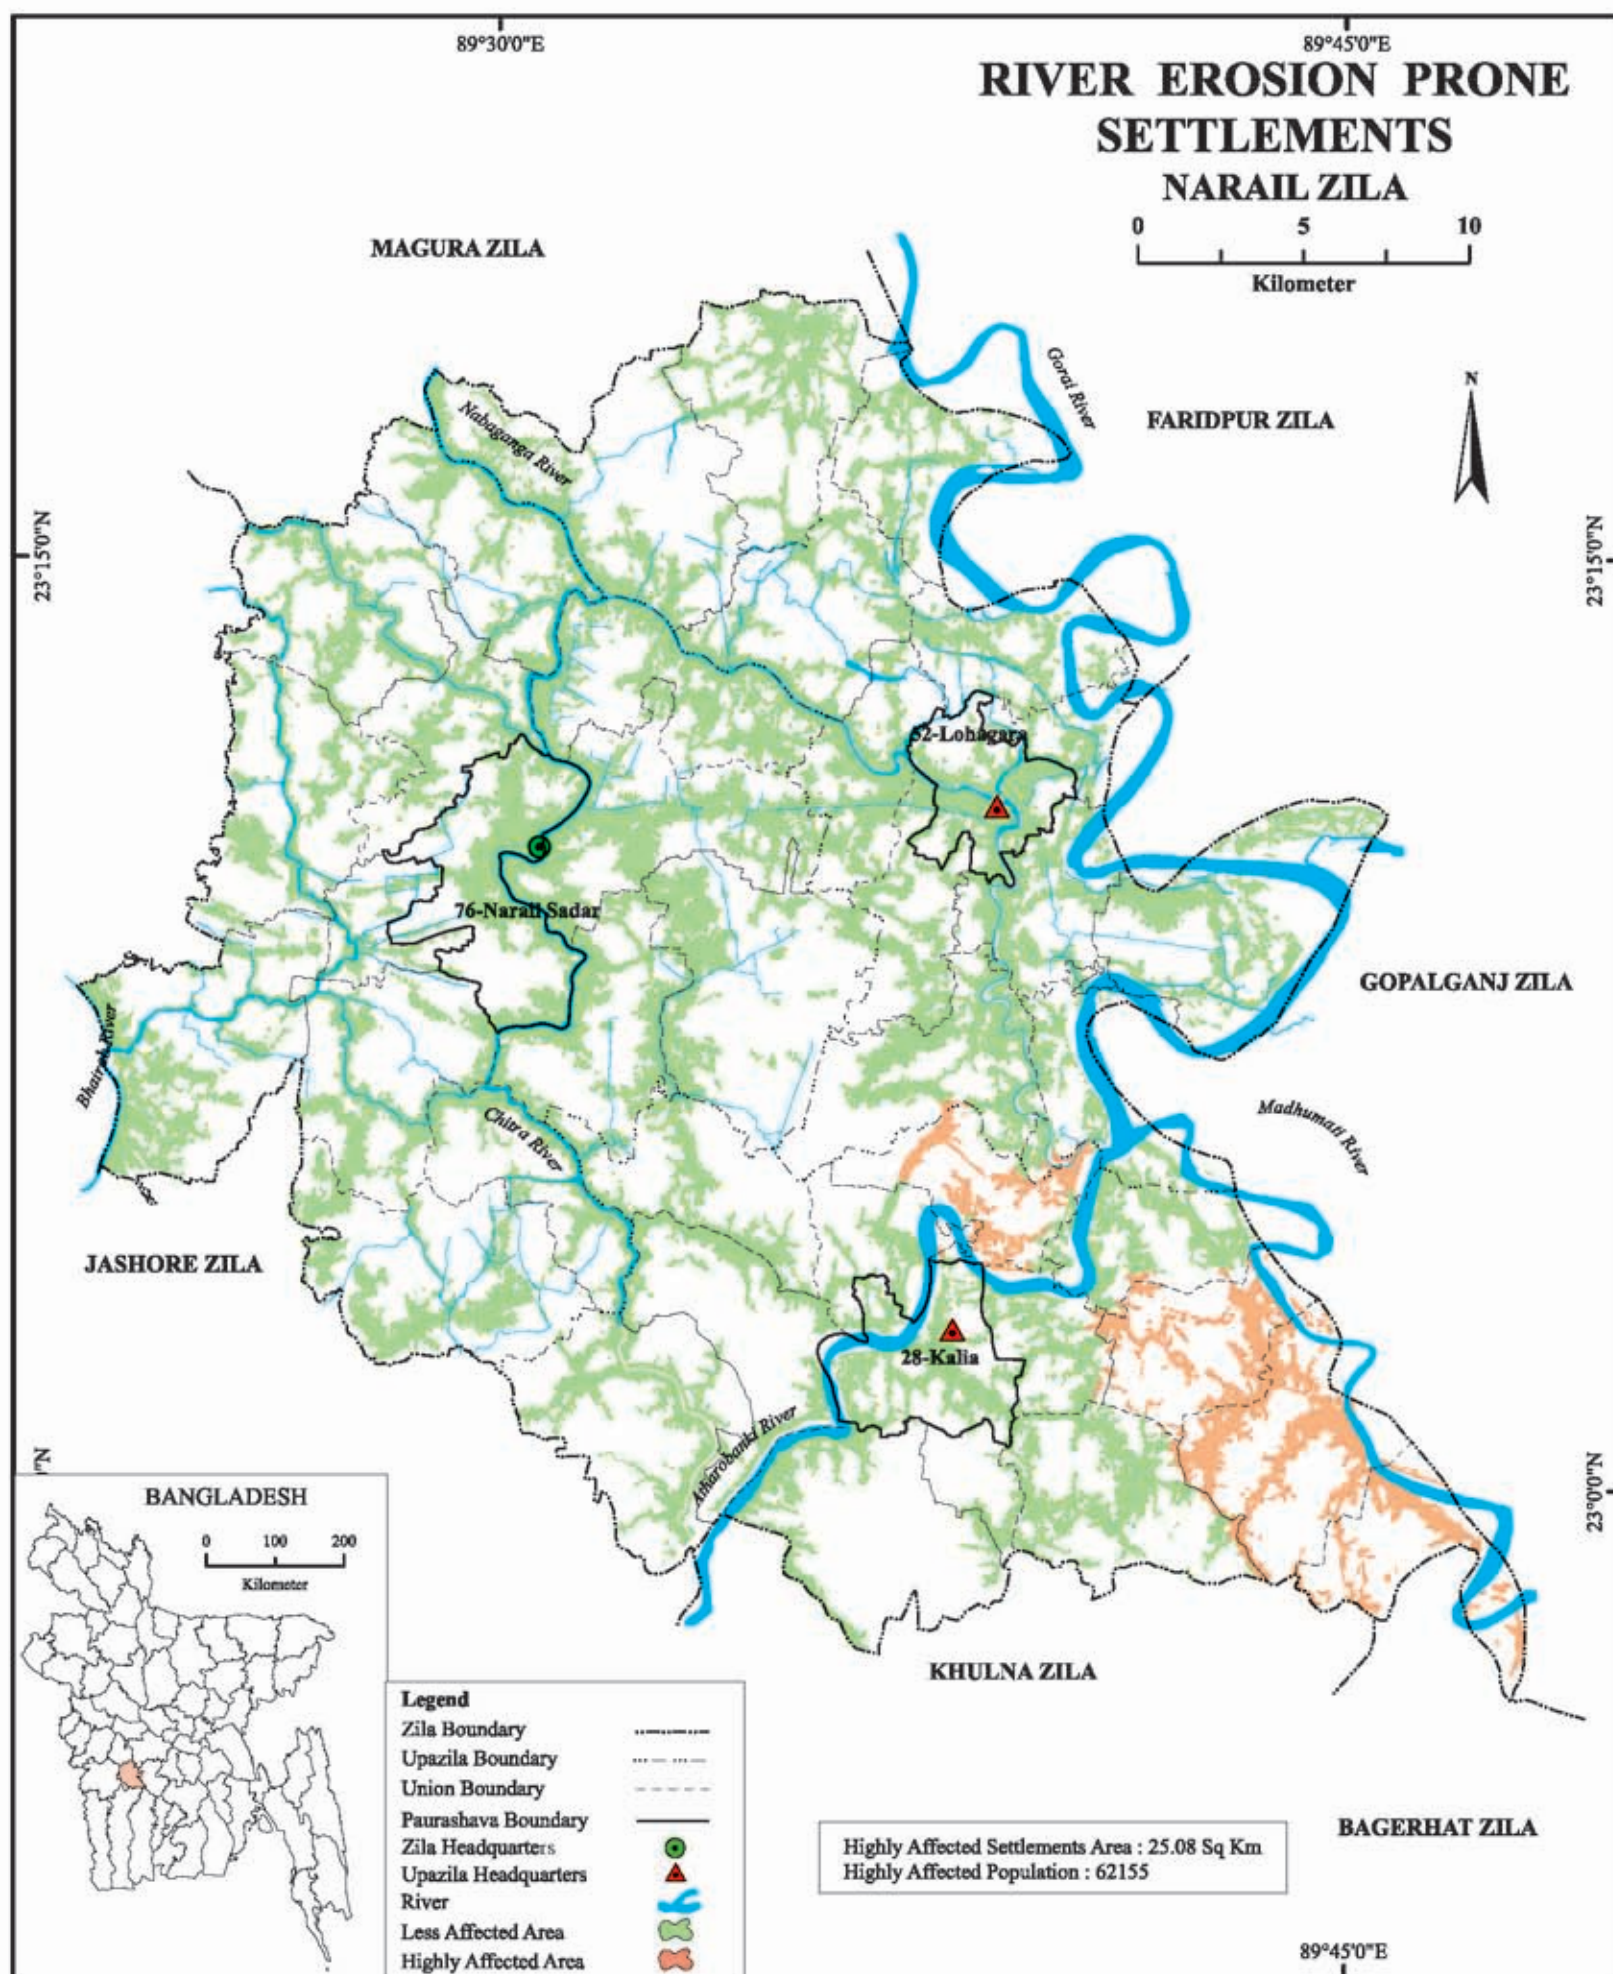 89°30'0"E
89°45'0"E
RIVER EROSION PRONE
SETTLEMENTS
NARAIL ZILA
0 5 10
Kilometer
MAGURA ZILA
Gorai River
N
FARIDPUR ZILA
Nabaganga River
23°15'0"N
23°15'0"N
52-Lohagara
76-Narail Sadar
GOPALGANJ ZILA
Bhairab River
Madhumati River
Chitra River
JASHORE ZILA
28-Kalia
Atharobanki River
0"N
23°0'0"N
BANGLADESH
0 100 200
Kilometer
KHULNA ZILA
Legend
Zila Boundary
Upazila Boundary
Union Boundary
Paurashava Boundary
Zila Headquarters
Upazila Headquarters
River
Less Affected Area
Highly Affected Area
BAGERHAT ZILA
Highly Affected Settlements Area : 25.08 Sq Km
Highly Affected Population : 62155
89°45'0"E